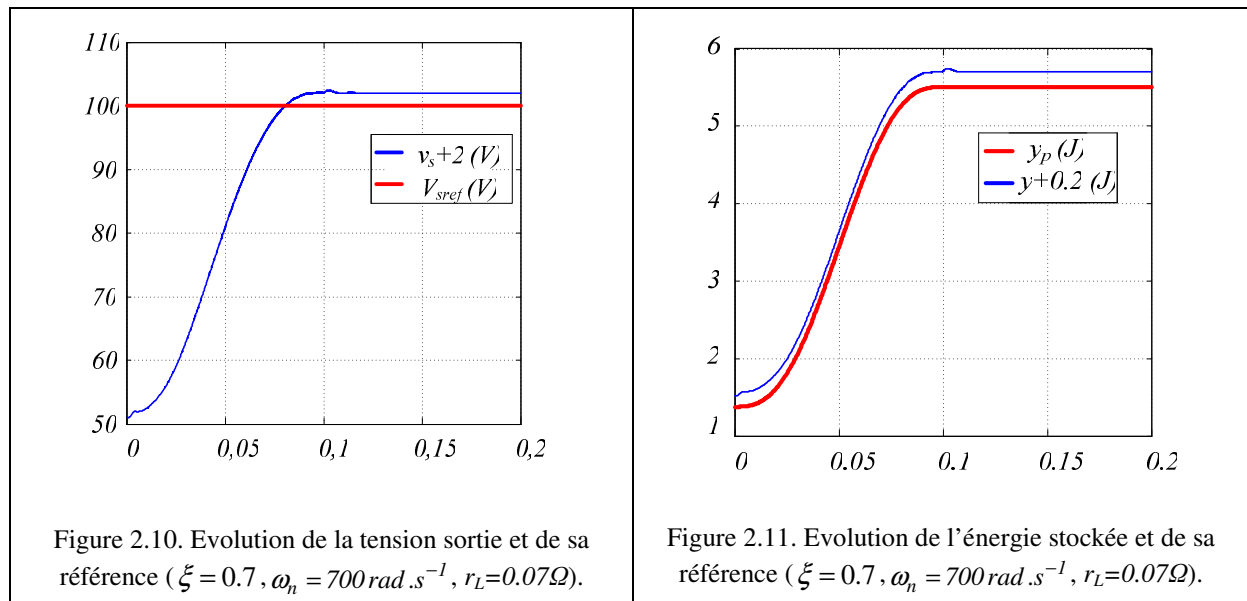 110
100
90
80
76
60
50
0
0,05
0,1
0,15
0,2
v_s+2 (V)
V_sref (V)
Figure 2.10. Evolution de la tension sortie et de sa
référence ( ξ = 0.7 , ω_n = 700 rad .s⁻¹ , r_L=0.07Ω).
6
5
4
3
2
1
0
0.05
0.1
0.15
0.2
y_p (J)
y+0.2 (J)
Figure 2.11. Evolution de l’énergie stockée et de sa
référence ( ξ = 0.7 , ω_n = 700 rad .s⁻¹ , r_L=0.07Ω).